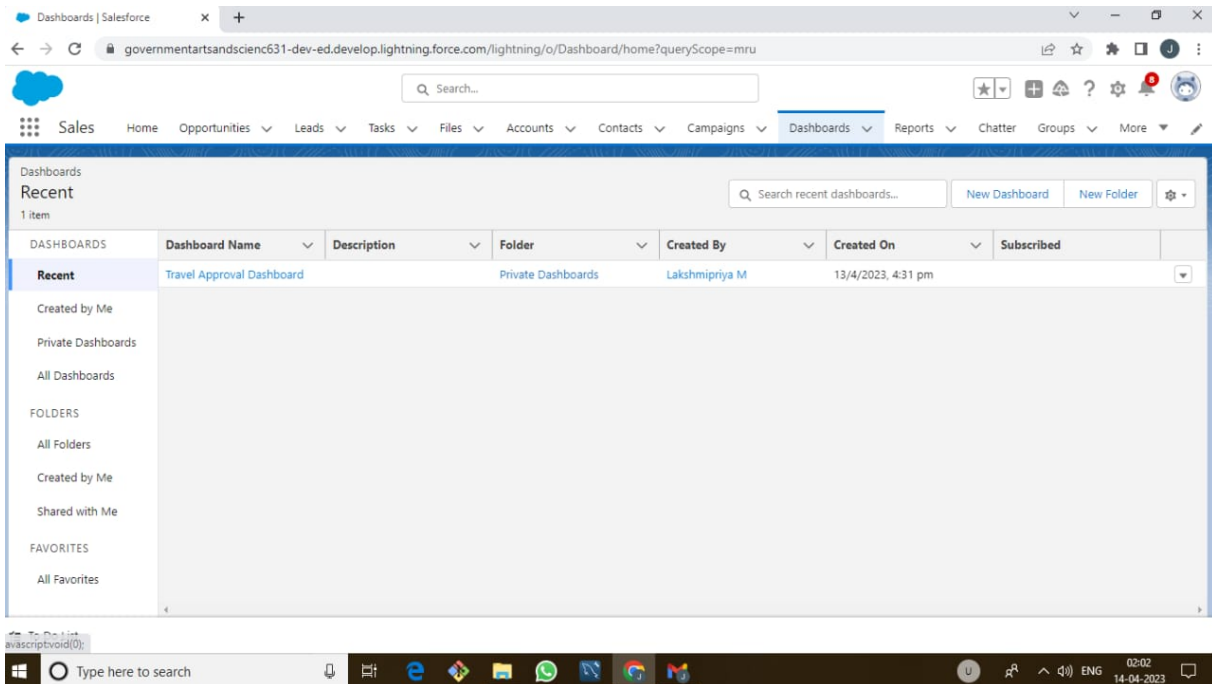 Dashboards | Salesforce
governmentartsandscienc631-dev-ed.develop.lightning.force.com/lightning/o/Dashboard/home?queryScope=mru
J
Search...
8
Sales Home Opportunities Leads Tasks Files Accounts Contacts Campaigns Dashboards Reports Chatter Groups More
Dashboards
Recent
1 item
Search recent dashboards...
New Dashboard New Folder
DASHBOARDS Dashboard Name Description Folder Created By Created On Subscribed
Recent Travel Approval Dashboard Private Dashboards Lakshmipriya M 13/4/2023, 4:31 pm
Created by Me
Private Dashboards
All Dashboards
FOLDERS
All Folders
Created by Me
Shared with Me
FAVORITES
All Favorites
To Do List
avascript:void(0);
Type here to search
U
ENG
02:02
14-04-2023